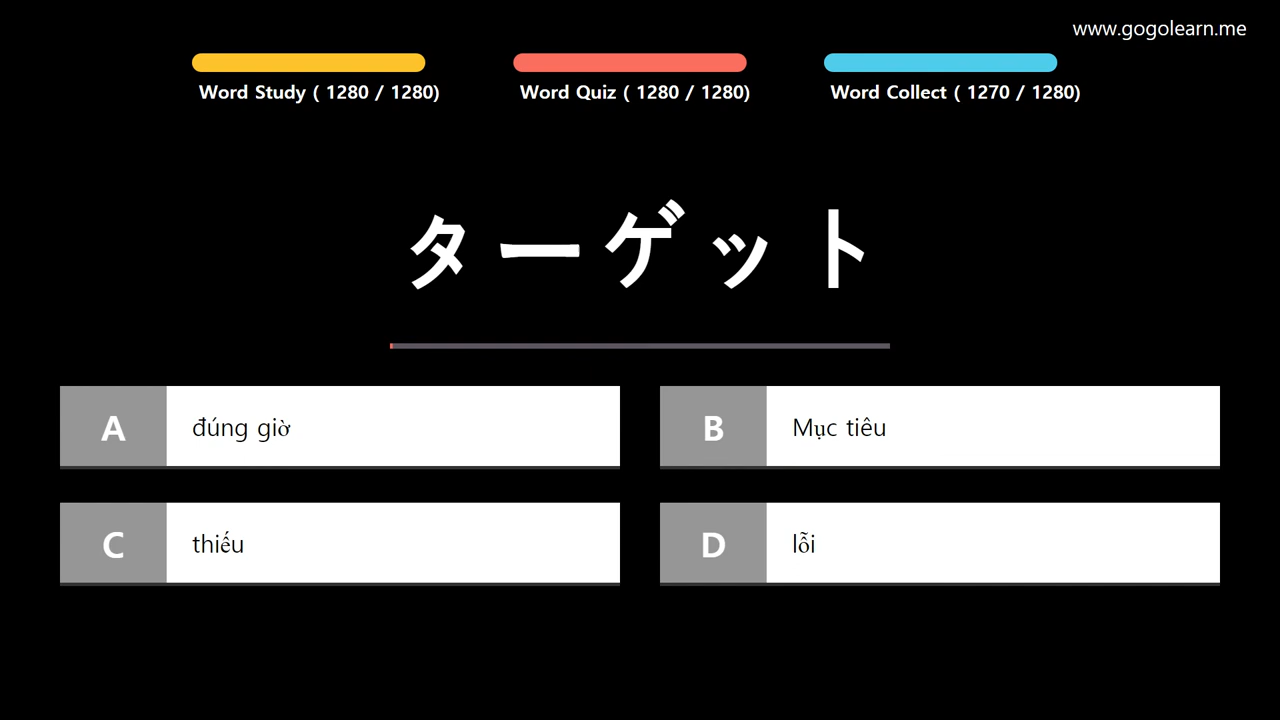 www.gogolearn.me
Word Study ( 1280 / 1280)
Word Quiz ( 1280 / 1280)
Word Collect ( 1270 / 1280)
ターゲット
A đúng giờ
B Mục tiêu
C thiếu
D lỗi